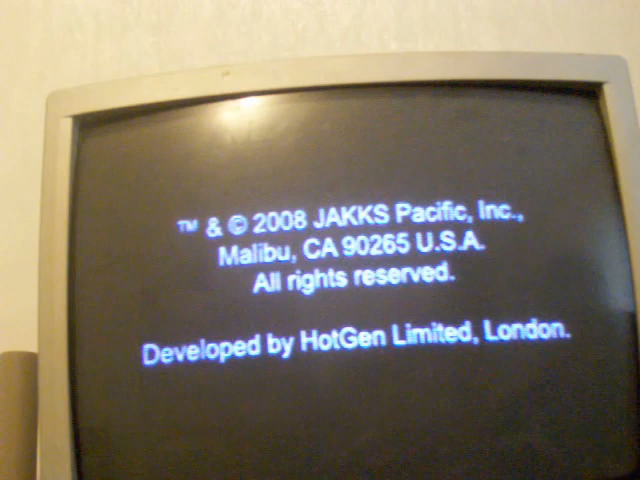 ™ & © 2008 JAKKS Pacific, Inc.,
Malibu, CA 90265 U.S.A.
All rights reserved.
Developed by HotGen Limited, London.